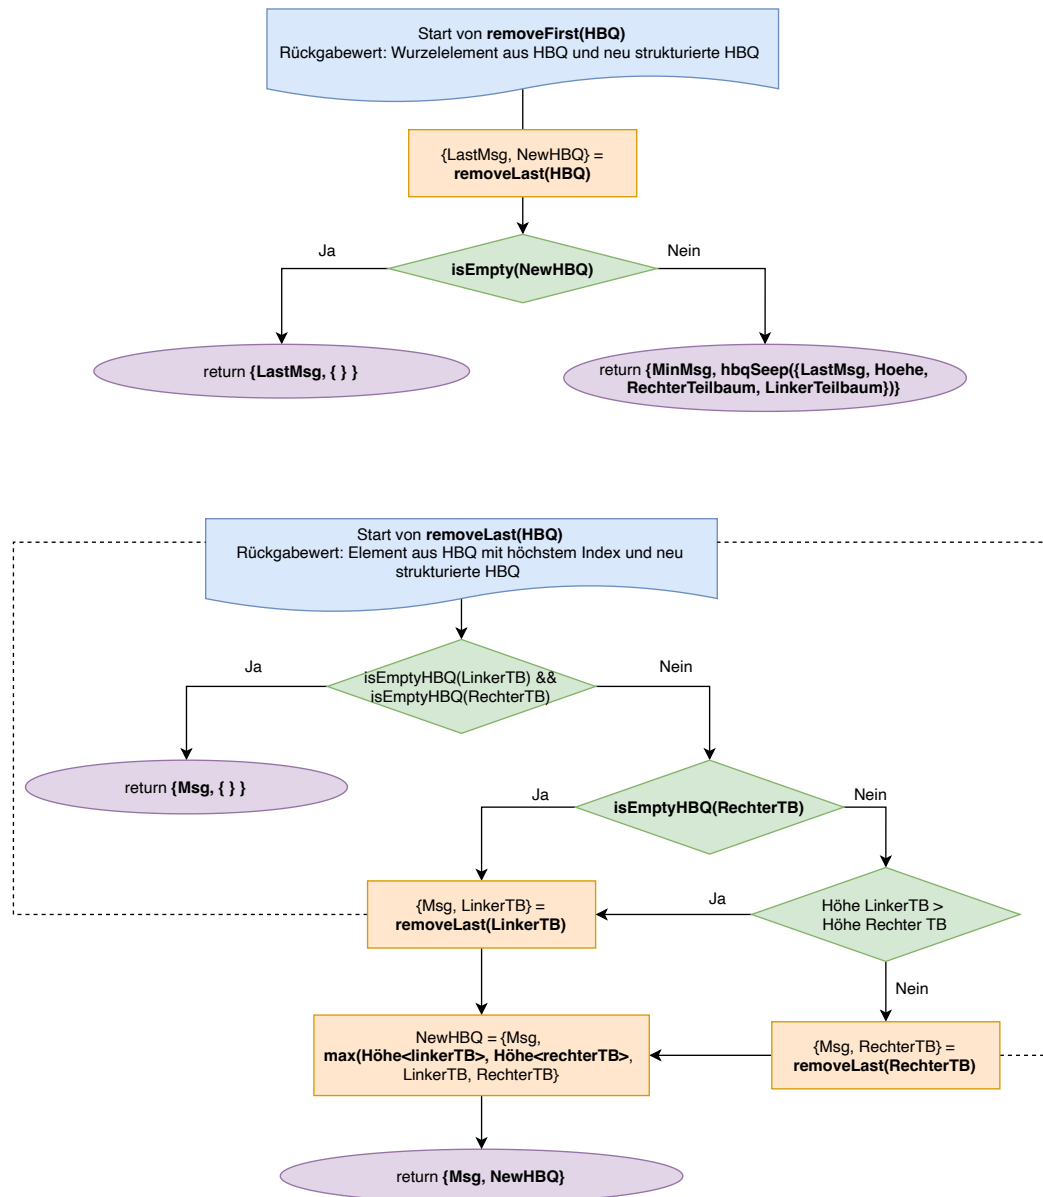 Start von removeFirst(HBQ)
Rückgabewert: Wurzelelement aus HBQ und neu strukturierte HBQ
{LastMsg, NewHBQ} =
removeLast(HBQ)
Ja
isEmpty(NewHBQ)
Nein
return {LastMsg, { } }
return {MinMsg, hbqSeep({LastMsg, Hoehe,
RechterTeilbaum, LinkerTeilbaum})}
Start von removeLast(HBQ)
Rückgabewert: Element aus HBQ mit höchstem Index und neu
strukturierte HBQ
Ja
isEmptyHBQ(LinkerTB) &&
isEmptyHBQ(RechterTB)
Nein
return {Msg, { } }
Ja
isEmptyHBQ(RechterTB)
Nein
{Msg, LinkerTB} =
removeLast(LinkerTB)
Ja
Höhe LinkerTB >
Höhe Rechter TB
Nein
NewHBQ = {Msg,
max(Höhe<linkerTB>, Höhe<rechterTB>,
LinkerTB, RechterTB}
{Msg, RechterTB} =
removeLast(RechterTB)
return {Msg, NewHBQ}